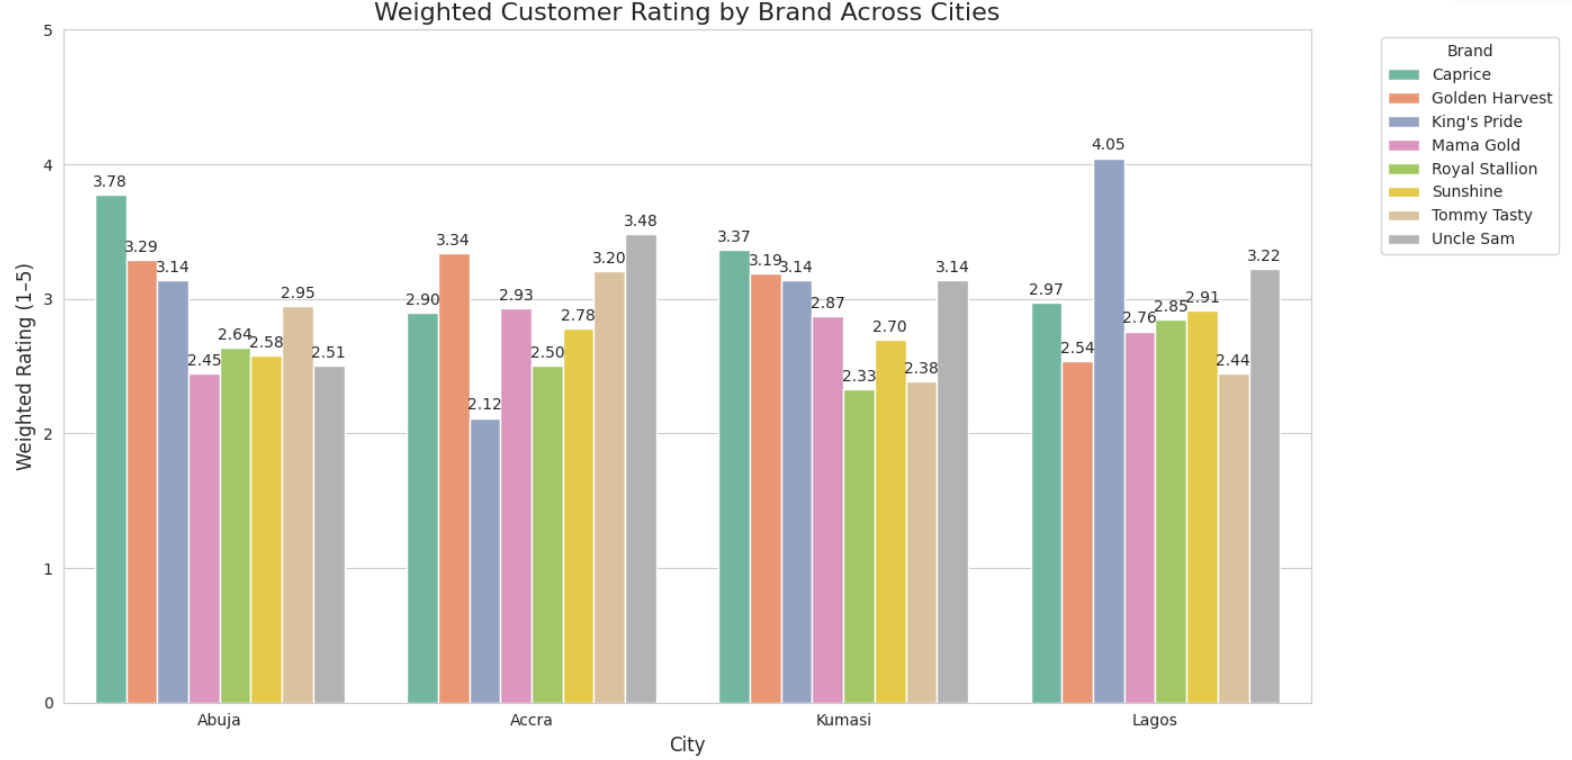 Weighted Customer Rating by Brand Across Cities
5
4
3
2
1
0
Weighted Rating (1–5)
3.78
3.29
3.14
2.45
2.64
2.58
2.95
2.51
2.90
3.34
2.12
2.93
2.50
2.78
3.20
3.48
3.37
3.19
3.14
2.87
2.33
2.70
2.38
3.14
2.97
2.54
4.05
2.76
2.85
2.91
2.44
3.22
Abuja
Accra
Kumasi
Lagos
City
Brand
Caprice
Golden Harvest
King's Pride
Mama Gold
Royal Stallion
Sunshine
Tommy Tasty
Uncle Sam